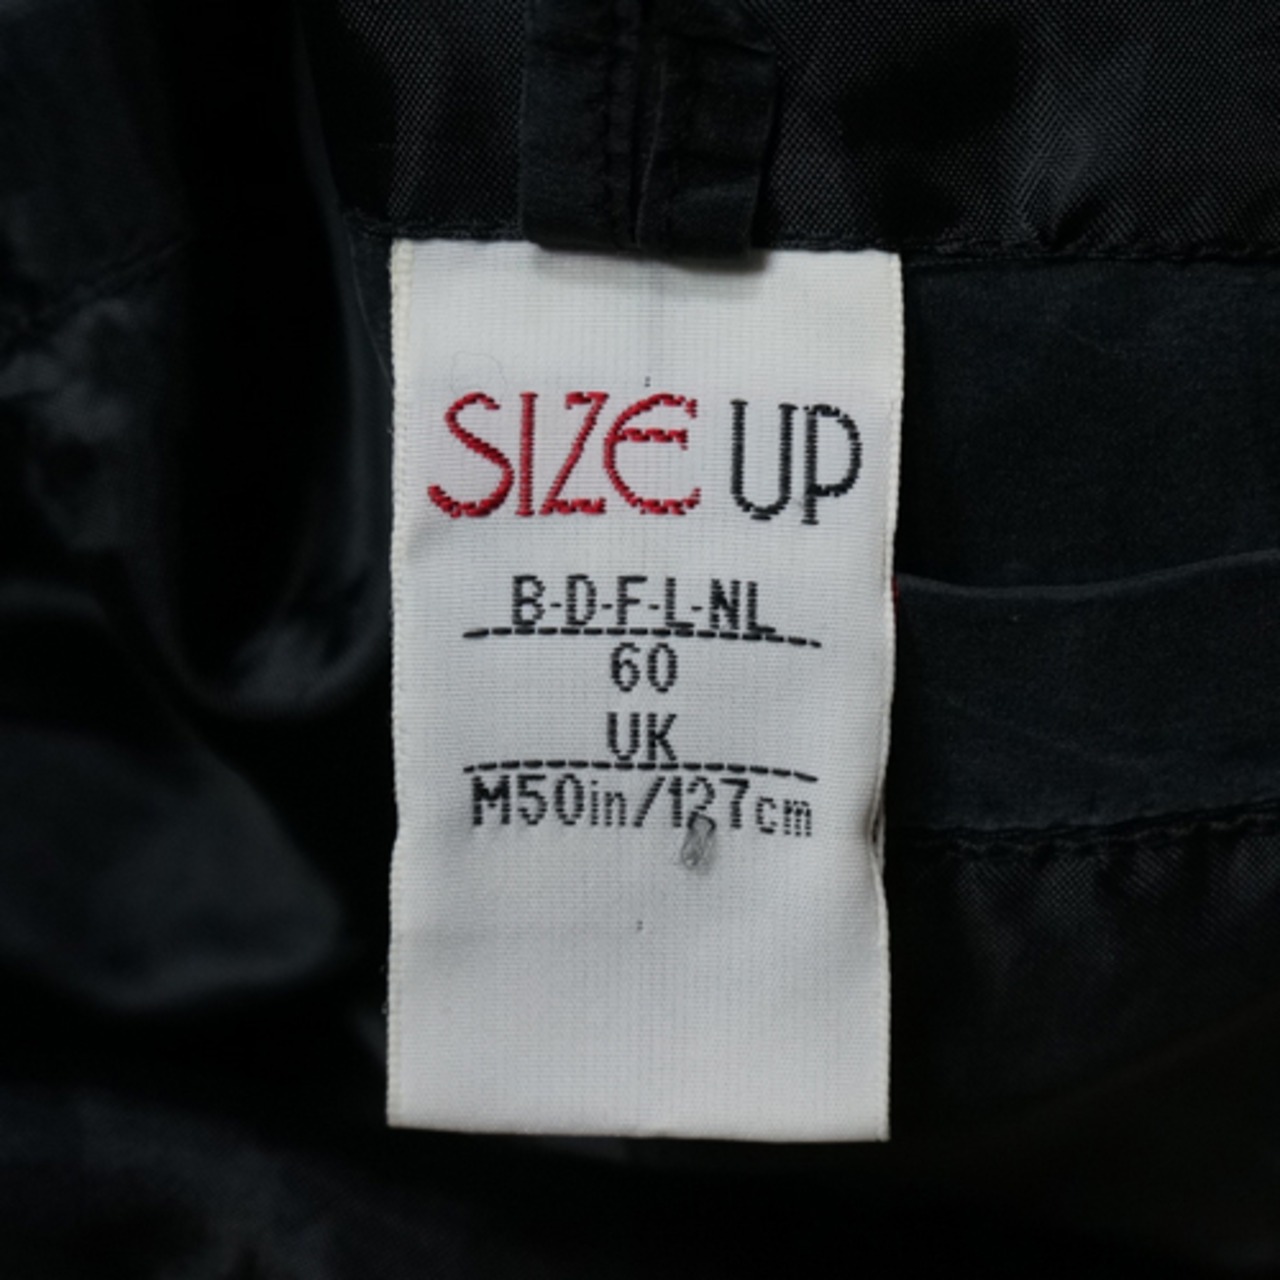 SIZE UP
B-D-F-L-NL
60
UK
M50in/127cm